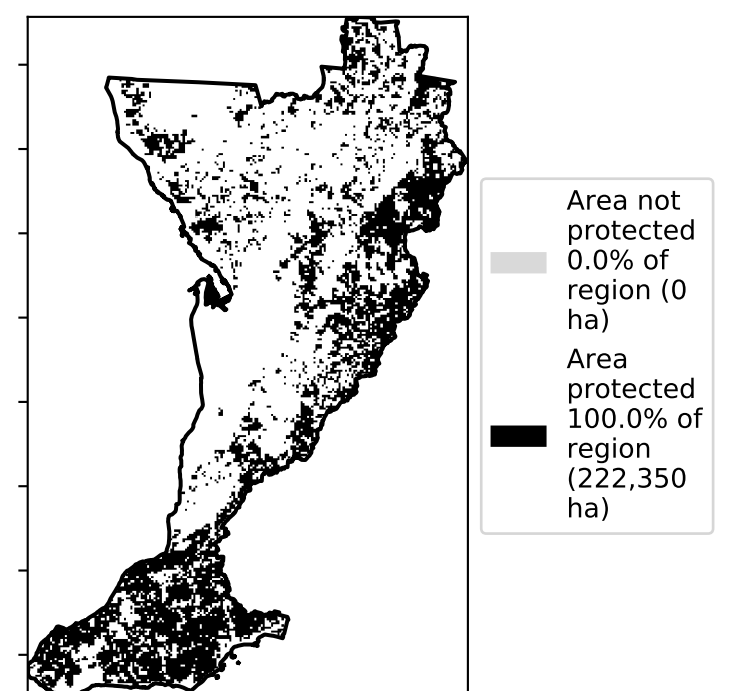 Area not
protected
0.0% of
region (0
ha)
Area
protected
100.0% of
region
(222,350
ha)